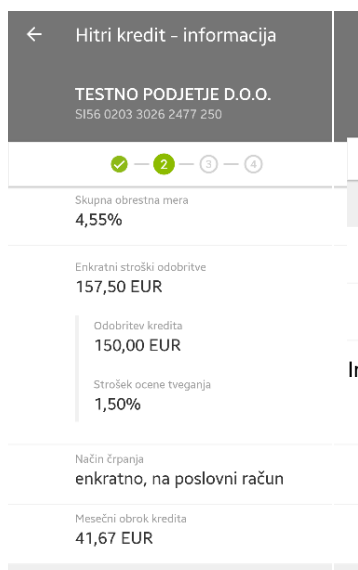 Hitri kredit – informacija
TESTNO PODJETJE D.O.O.
SI56 0203 3026 2477 250
2
3
4
Skupna obrestna mera
4,55%
Enkratni stroški odobritve
157,50 EUR
Odobritev kredita
150,00 EUR
Strošek ocene tveganja
1,50%
Način črpanja
enkratno, na poslovni račun
Mesečni obrok kredita
41,67 EUR